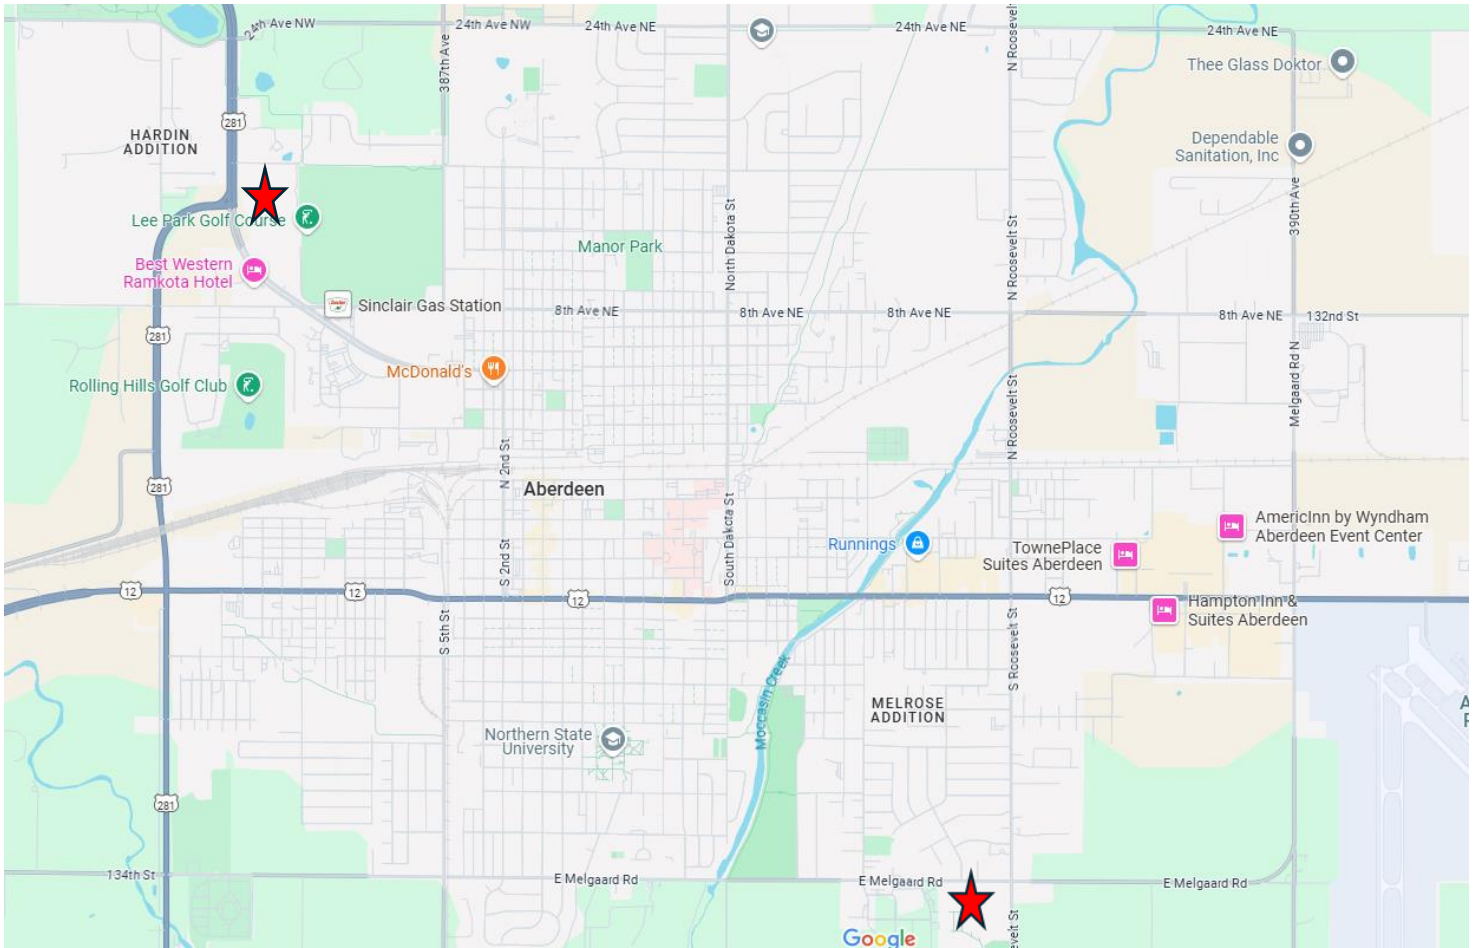 24th Ave NW
24th Ave NW
24th Ave NE
24th Ave NE
24th Ave NE
387th Ave
N Roosevel
Thee Glass Doktor
281
HARDIN
ADDITION
Dependable
Sanitation, Inc
390th Ave
Lee Park Golf Course
North Dakota St
N Roosevelt St
Manor Park
Best Western
Ramkota Hotel
Sinclair Gas Station
8th Ave NE
8th Ave NE
8th Ave NE
8th Ave NE
132nd St
281
Melgaard Rd N
McDonald's
Rolling Hills Golf Club
N Roosevelt St
N 2nd St
281
Aberdeen
South Dakota St
AmericInn by Wyndham
Aberdeen Event Center
Runnings
TownePlace
Suites Aberdeen
S 2nd St
12
12
12
12
Hampton Inn &
Suites Aberdeen
S 5th St
S Roosevelt St
Moccasin Creek
MELROSE
ADDITION
A
Northern State
University
281
134th St
E Melgaard Rd
E Melgaard Rd
E Melgaard Rd
evelt St
Google